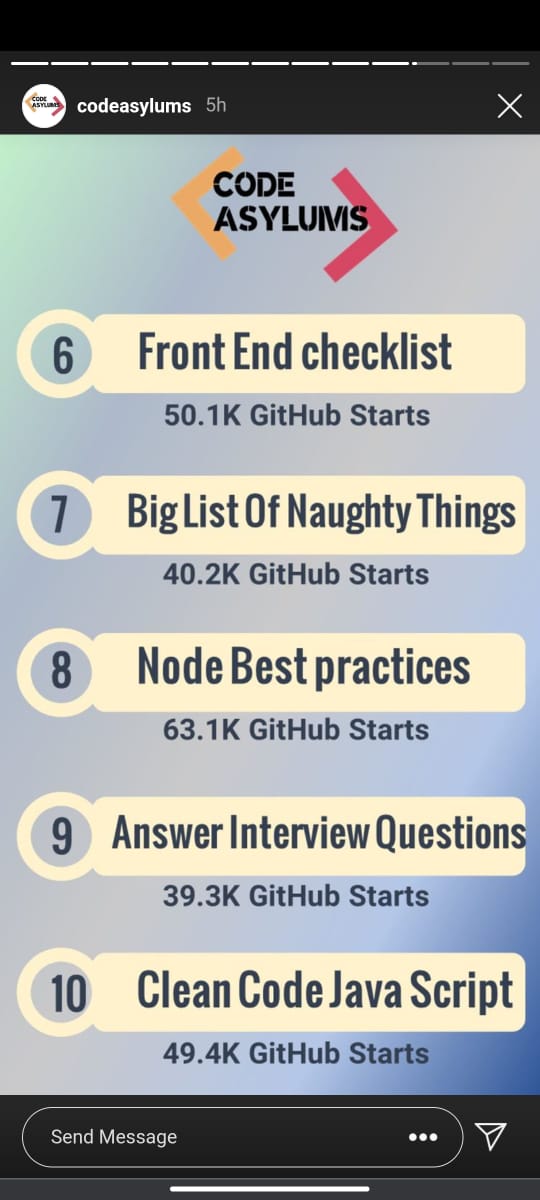 codeasylums 5h
CODE
ASYLUMS
6 Front End checklist
50.1K GitHub Starts
7 Big List Of Naughty Things
40.2K GitHub Starts
8 Node Best practices
63.1K GitHub Starts
9 Answer Interview Questions
39.3K GitHub Starts
10 Clean Code Java Script
49.4K GitHub Starts
Send Message